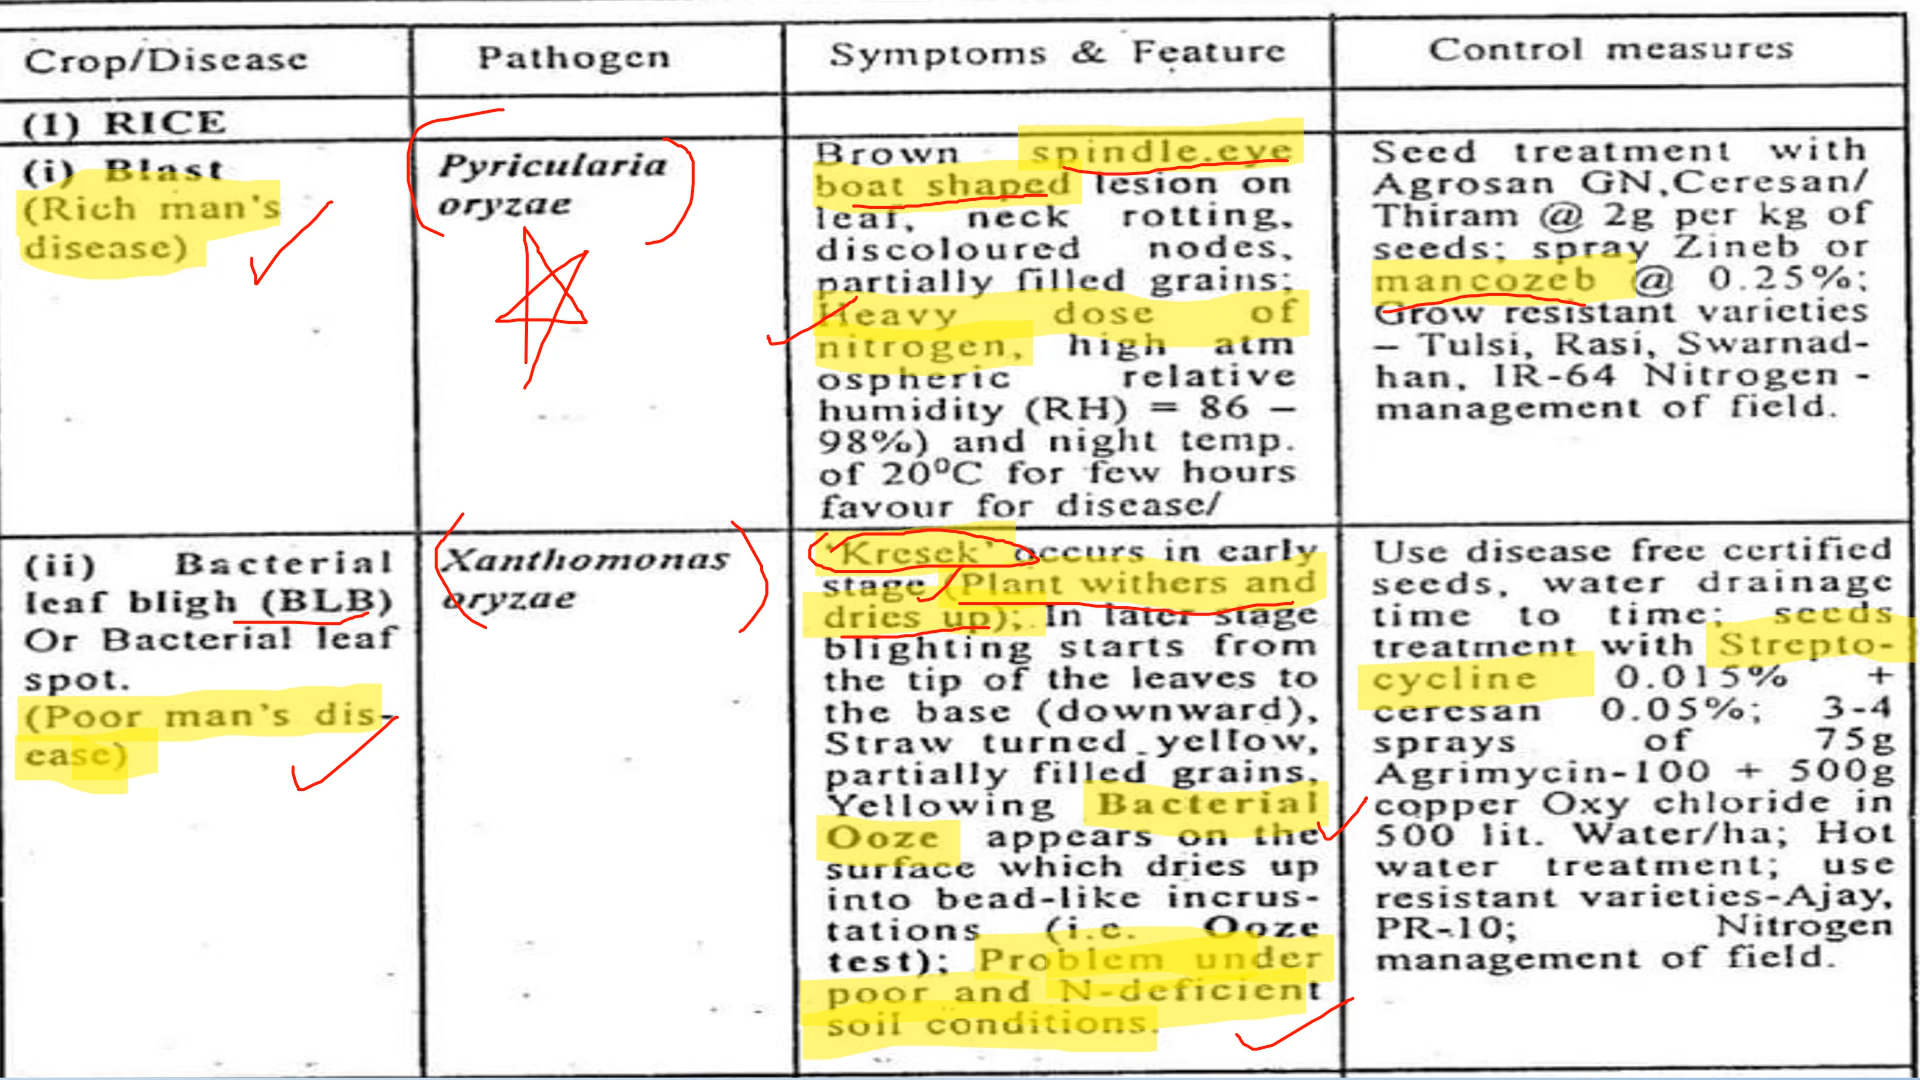 Crop/Disease
Pathogen
Symptoms & Feature
Control measures
(1) RICE
(i) Blast
(Rich man's
disease)
Pyricularia
oryzae
Brown spindle.eye
boat shaped lesion on
leaf, neck rotting,
discoloured nodes,
partially filled grains;
Heavy dose of
nitrogen, high atm
ospheric relative
humidity (RH) = 86 –
98%) and night temp.
of 20⁰C for few hours
favour for disease/
Seed treatment with
Agrosan GN,Ceresan/
Thiram @ 2g per kg of
seeds; spray Zineb or
mancozeb @ 0.25%;
Grow resistant varieties
– Tulsi, Rasi, Swarnad-
han, IR-64 Nitrogen -
management of field.
(ii) Bacterial
leaf bligh (BLB)
Or Bacterial leaf
spot.
(Poor man's dis-
ease)
Xanthomonas
oryzae
'Kresek' occurs in early
stage (Plant withers and
dries up); In later stage
blighting starts from
the tip of the leaves to
the base (downward),
Straw turned yellow,
partially filled grains,
Yellowing Bacterial
Ooze appears on the
surface which dries up
into bead-like incrus-
tations (i.e. Ooze
test); Problem under
poor and N-deficient
soil conditions.
Use disease free certified
seeds, water drainage
time to time; seeds
treatment with Strepto-
cycline 0.015% +
ceresan 0.05%; 3-4
sprays of 75g
Agrimycin-100 + 500g
copper Oxy chloride in
500 lit. Water/ha; Hot
water treatment; use
resistant varieties-Ajay,
PR-10; Nitrogen
management of field.